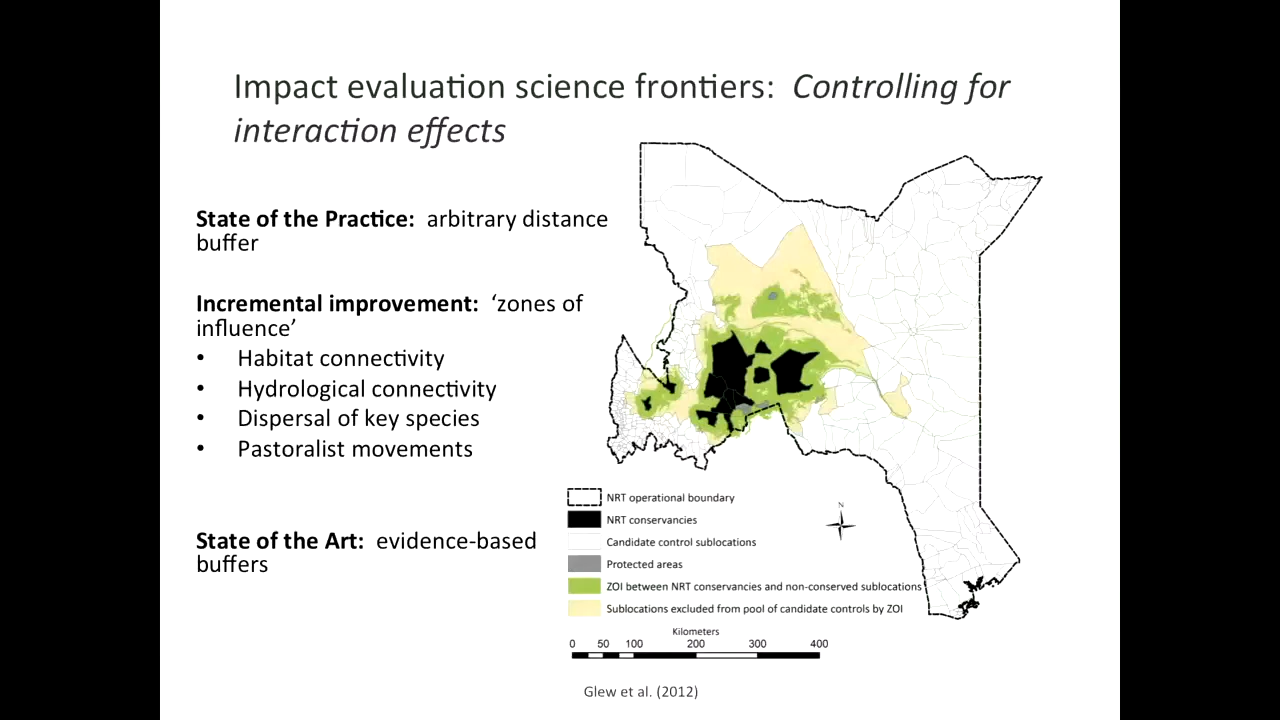 Impact evaluation science frontiers: Controlling for
interaction effects
State of the Practice: arbitrary distance
buffer
Incremental improvement: ‘zones of
influence’
• Habitat connectivity
• Hydrological connectivity
• Dispersal of key species
• Pastoralist movements
State of the Art: evidence-based
buffers
N
NRT operational boundary
NRT conservancies
Candidate control sublocations
Protected areas
ZOI between NRT conservancies and non-conserved sublocations
Sublocations excluded from pool of candidate controls by ZOI
Kilometers
0 50 100 200 300 400
Glew et al. (2012)